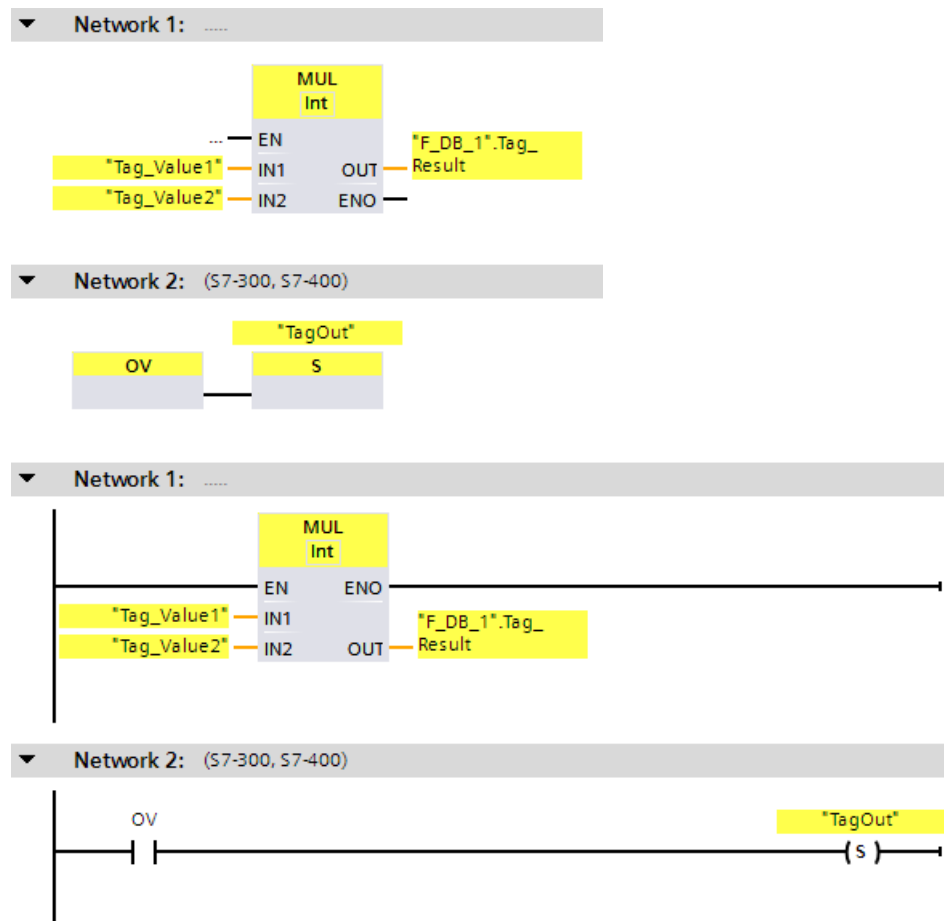 Network 1: .....
MUL
Int
... EN
"Tag_Value1" IN1 OUT "F_DB_1".Tag_
Result
"Tag_Value2" IN2 ENO
Network 2: (S7-300, S7-400)
"TagOut"
OV S
Network 1: .....
MUL
Int
EN ENO
"Tag_Value1" IN1 "F_DB_1".Tag_
"Tag_Value2" IN2 OUT Result
Network 2: (S7-300, S7-400)
OV "TagOut"
S